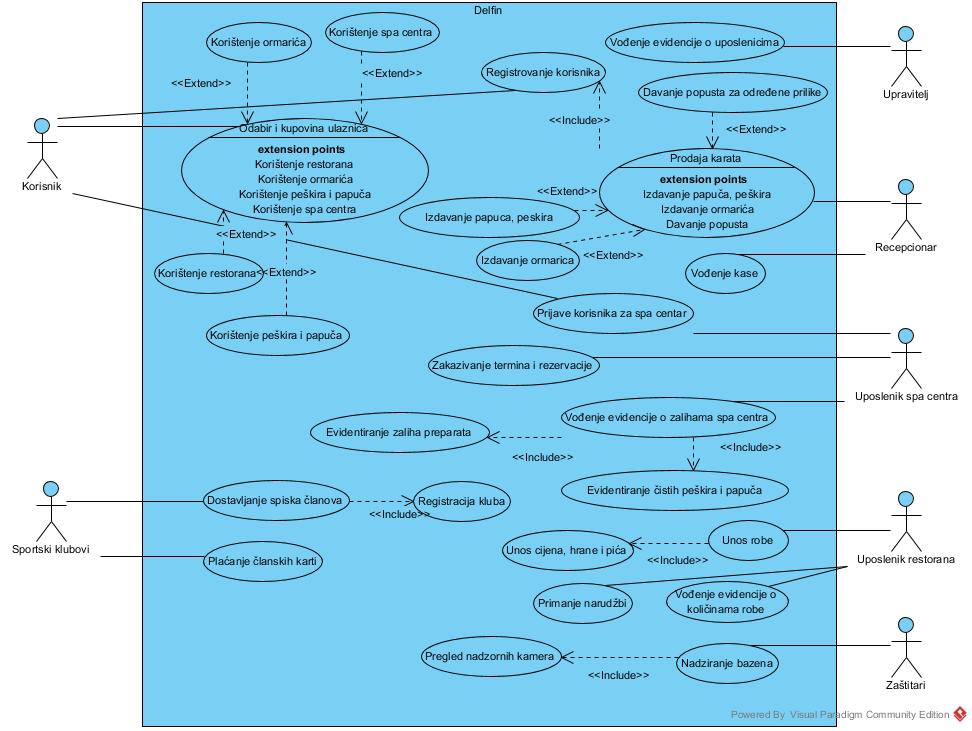 Delfin
Korištenje ormarića
Korištenje spa centra
Vođenje evidencije o uposlenicima
<<Extend>>
<<Extend>>
Registrovanje korisnika
Davanje popusta za određene prilike
Upravitelj
<<Include>>
<<Extend>>
Odabir i kupovina ulaznica
extension points
Korištenje restorana
Korištenje ormarića
Korištenje peškira i papuča
Korištenje spa centra
Korisnik
Prodaja karata
extension points
Izdavanje papuča, peškira
Izdavanje ormarića
Davanje popusta
<<Extend>>
Izdavanje papuca, peskira
<<Extend>>
Izdavanje ormarica
<<Extend>>
Recepcionar
Korištenje restorana
<<Extend>>
Vođenje kase
Prijave korisnika za spa centar
Korištenje peškira i papuča
Zakazivanje termina i rezervacije
Uposlenik spa centra
Vođenje evidencije o zalihama spa centra
Evidentiranje zaliha preparata
<<Include>>
<<Include>>
Evidentiranje čistih peškira i papuča
Dostavljanje spiska članova
Registracija kluba
<<Include>>
Sportski klubovi
Plaćanje članskih karti
Unos cijena, hrane i pića
Unos robe
<<Include>>
Uposlenik restorana
Primanje narudžbi
Vođenje evidencije o
količinama robe
Pregled nadzornih kamera
Nadziranje bazena
<<Include>>
Zaštitari
Powered By Visual Paradigm Community Edition